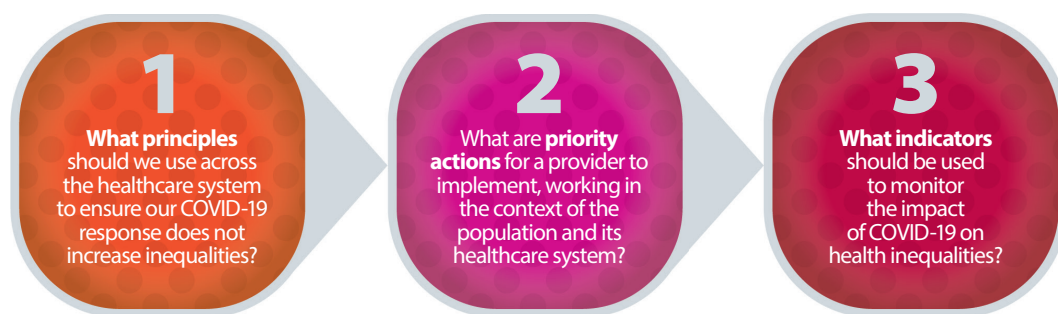 1
What principles
should we use across
the healthcare system
to ensure our COVID-19
response does not
increase inequalities?
2
What are priority
actions for a provider to
implement, working in
the context of the
population and its
healthcare system?
3
What indicators
should be used
to monitor
the impact
of COVID-19 on
health inequalities?